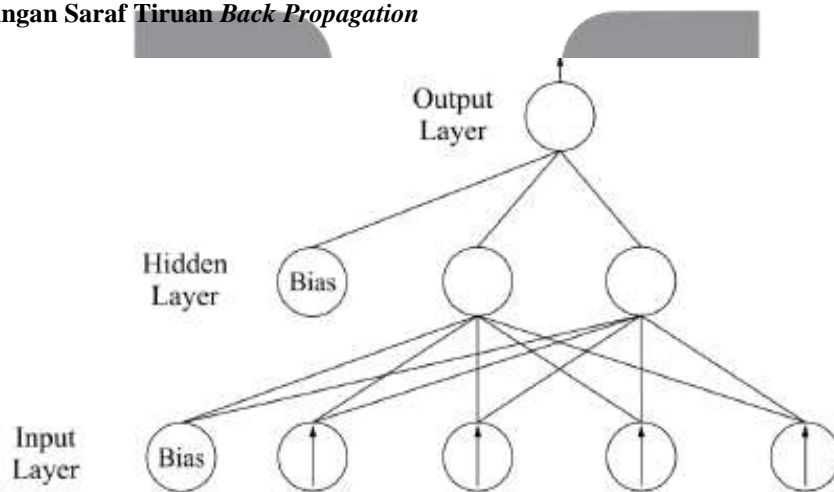 ngan Saraf Tiruan Back Propagation
Output
Layer
Hidden
Layer
Bias
Input
Layer
Bias